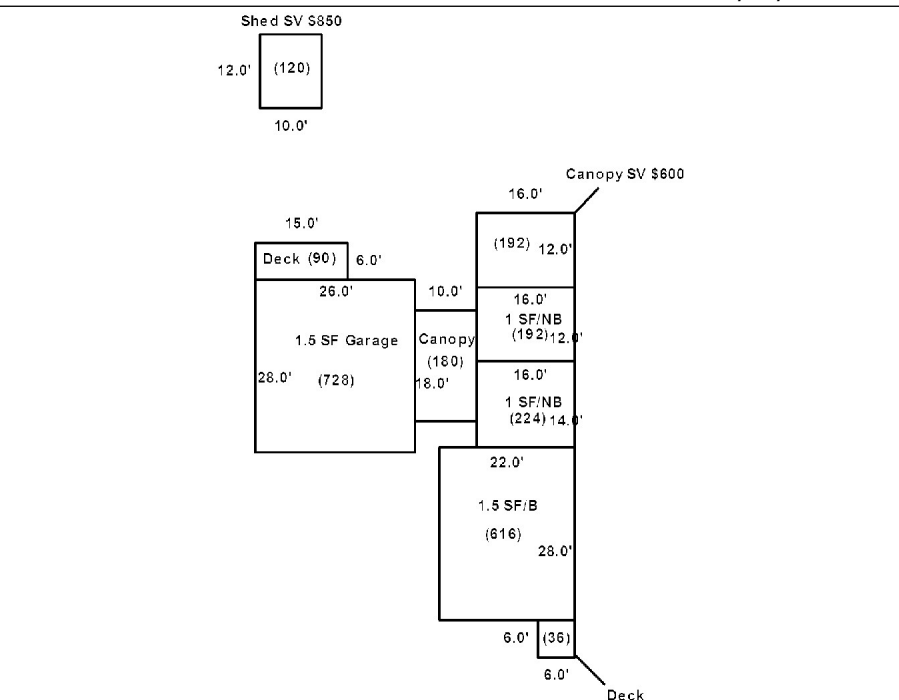 Shed SV $850
12.0'
(120)
10.0'
Canopy SV $600
16.0'
15.0'
(192) 12.0'
Deck (90) 6.0'
26.0'
10.0'
16.0'
1 SF/NB
(192) 12.0'
1.5 SF Garage
Canopy
(180)
28.0'
(728)
18.0'
16.0'
1 SF/NB
(224) 14.0'
22.0'
1.5 SF/B
(616)
28.0'
6.0'
(36)
6.0'
Deck